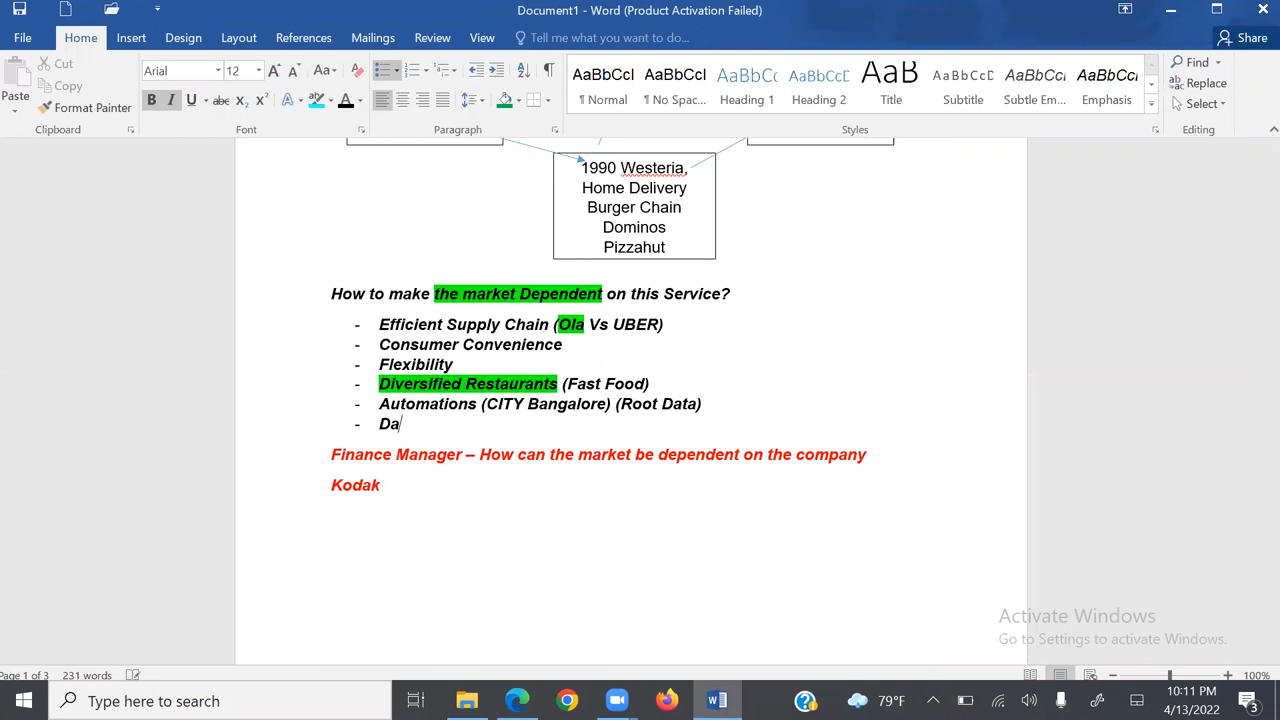 Document1 - Word (Product Activation Failed)
File Home Insert Design Layout References Mailings Review View Tell me what you want to do... Share
Paste Cut Copy Format Painter
Arial 12 Aa
B I U abc X₂ X² A A
AaBbCcI AaBbCcI AaBbCc AaBbCcD AaB AaBbCcD AaBbCcI AaBbCcI
¶ Normal ¶ No Spac... Heading 1 Heading 2 Title Subtitle Subtle Em... Emphasis
Find
Replace
Select
Clipboard Font Paragraph Styles Editing
1990 Westeria,
Home Delivery
Burger Chain
Dominos
Pizzahut
How to make the market Dependent on this Service?
- Efficient Supply Chain (Ola Vs UBER)
- Consumer Convenience
- Flexibility
- Diversified Restaurants (Fast Food)
- Automations (CITY Bangalore) (Root Data)
- Da
Finance Manager – How can the market be dependent on the company
Kodak
Activate Windows
Go to Settings to activate Windows.
Page 1 of 3 231 words 100%
Type here to search 79°F 10:11 PM
4/13/2022 3